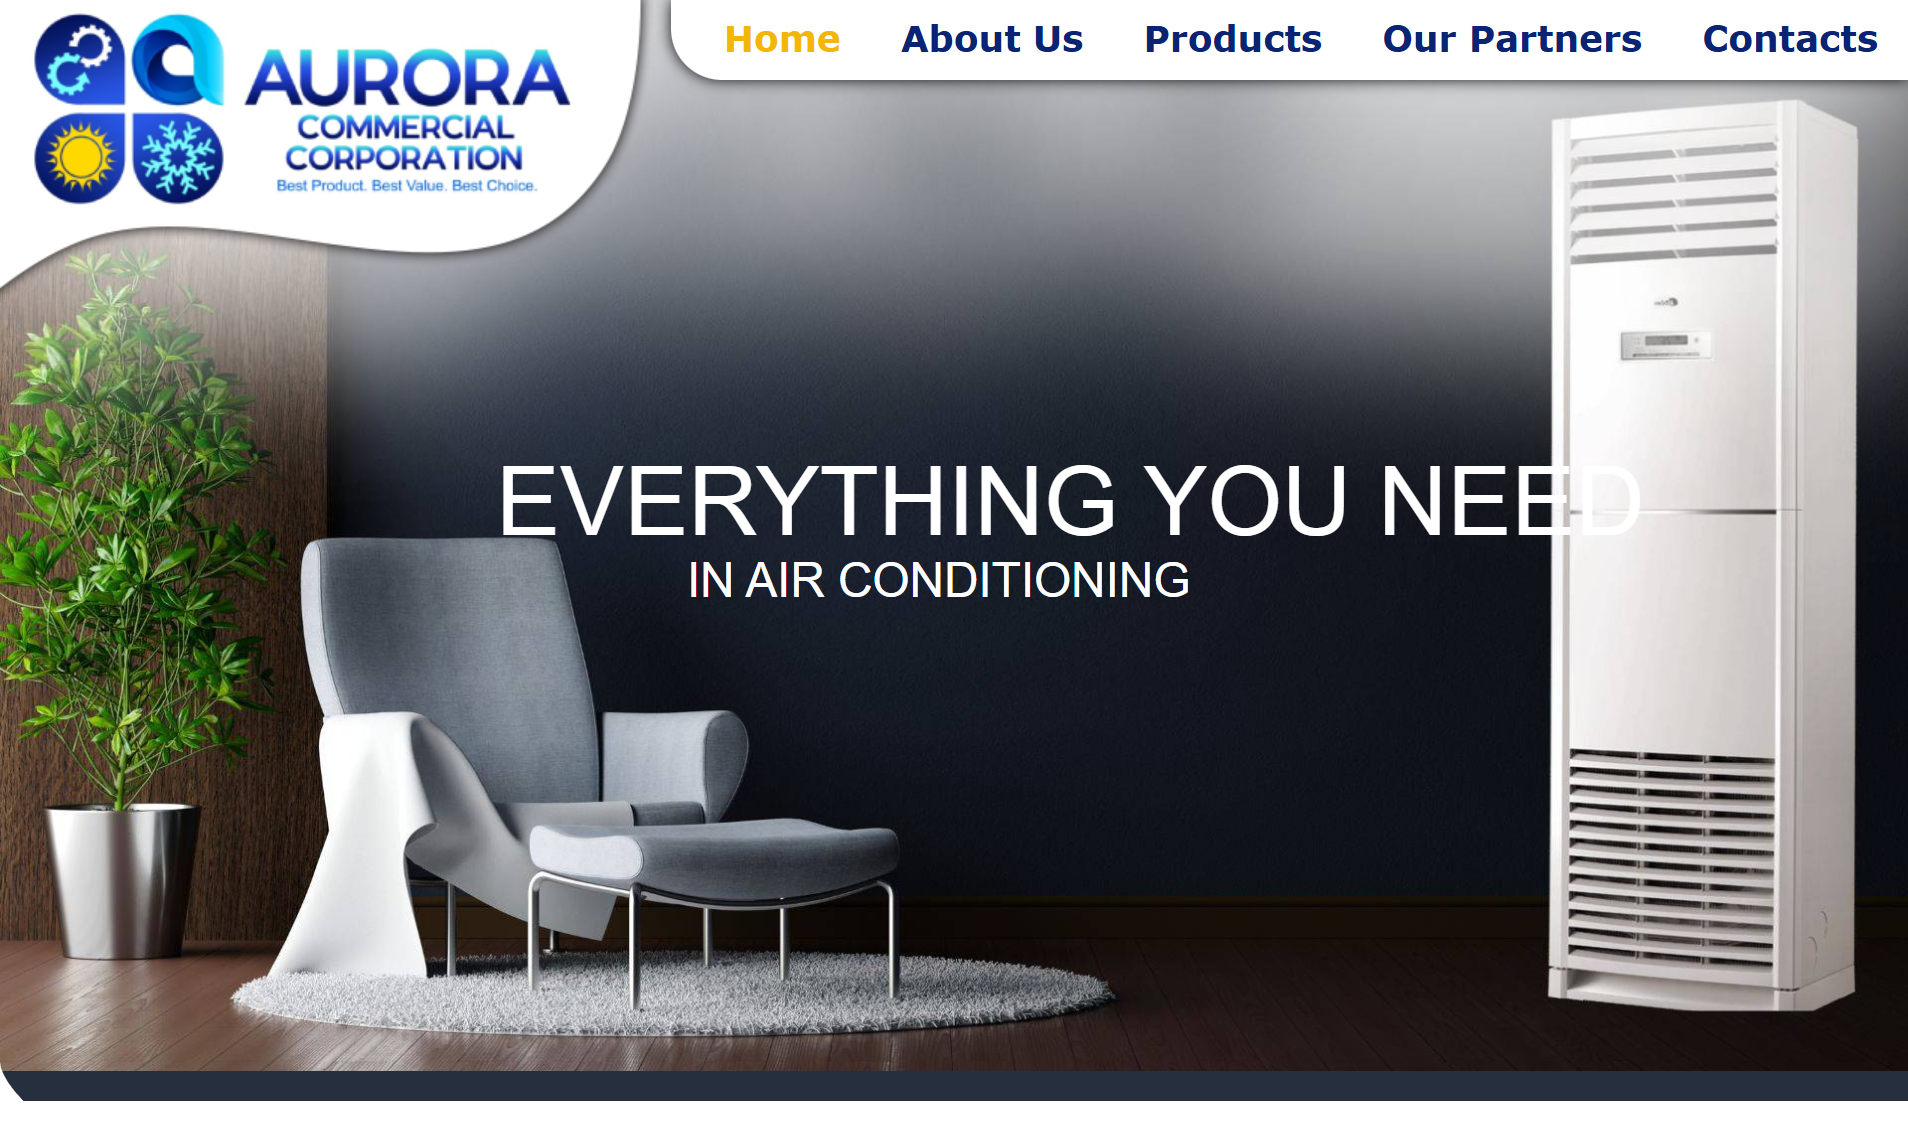 AURORA
COMMERCIAL
CORPORATION
Best Product. Best Value. Best Choice.
Home
About Us
Products
Our Partners
Contacts
EVERYTHING YOU NEED
IN AIR CONDITIONING